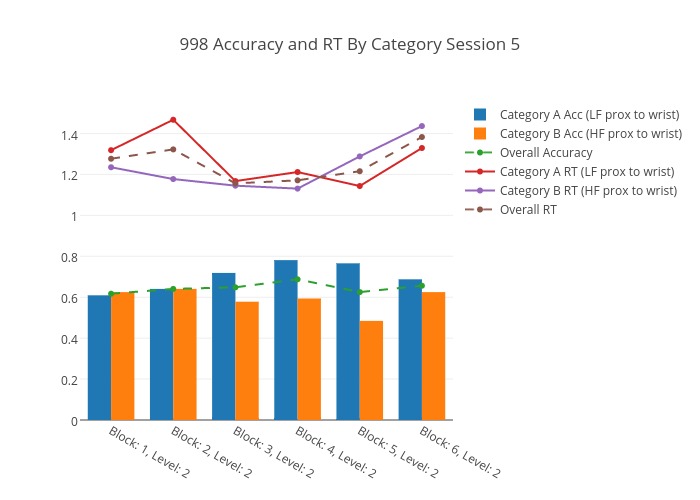 998 Accuracy and RT By Category Session 5
1.4
1.2
1
0.8
0.6
0.4
0.2
0
Block: 1, Level: 2
Block: 2, Level: 2
Block: 3, Level: 2
Block: 4, Level: 2
Block: 5, Level: 2
Block: 6, Level: 2
Category A Acc (LF prox to wrist)
Category B Acc (HF prox to wrist)
Overall Accuracy
Category A RT (LF prox to wrist)
Category B RT (HF prox to wrist)
Overall RT